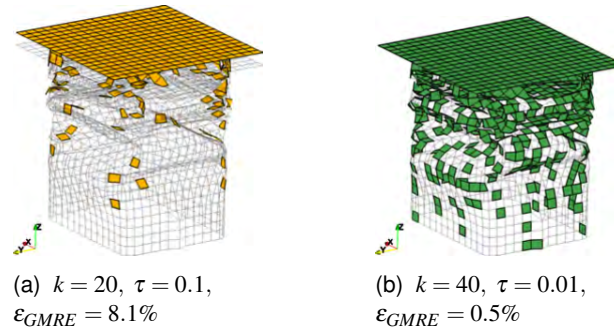 Z
X
Y
Z
X
Y
(a) k = 20, τ = 0.1,
ε_GMRE = 8.1%
(b) k = 40, τ = 0.01,
ε_GMRE = 0.5%